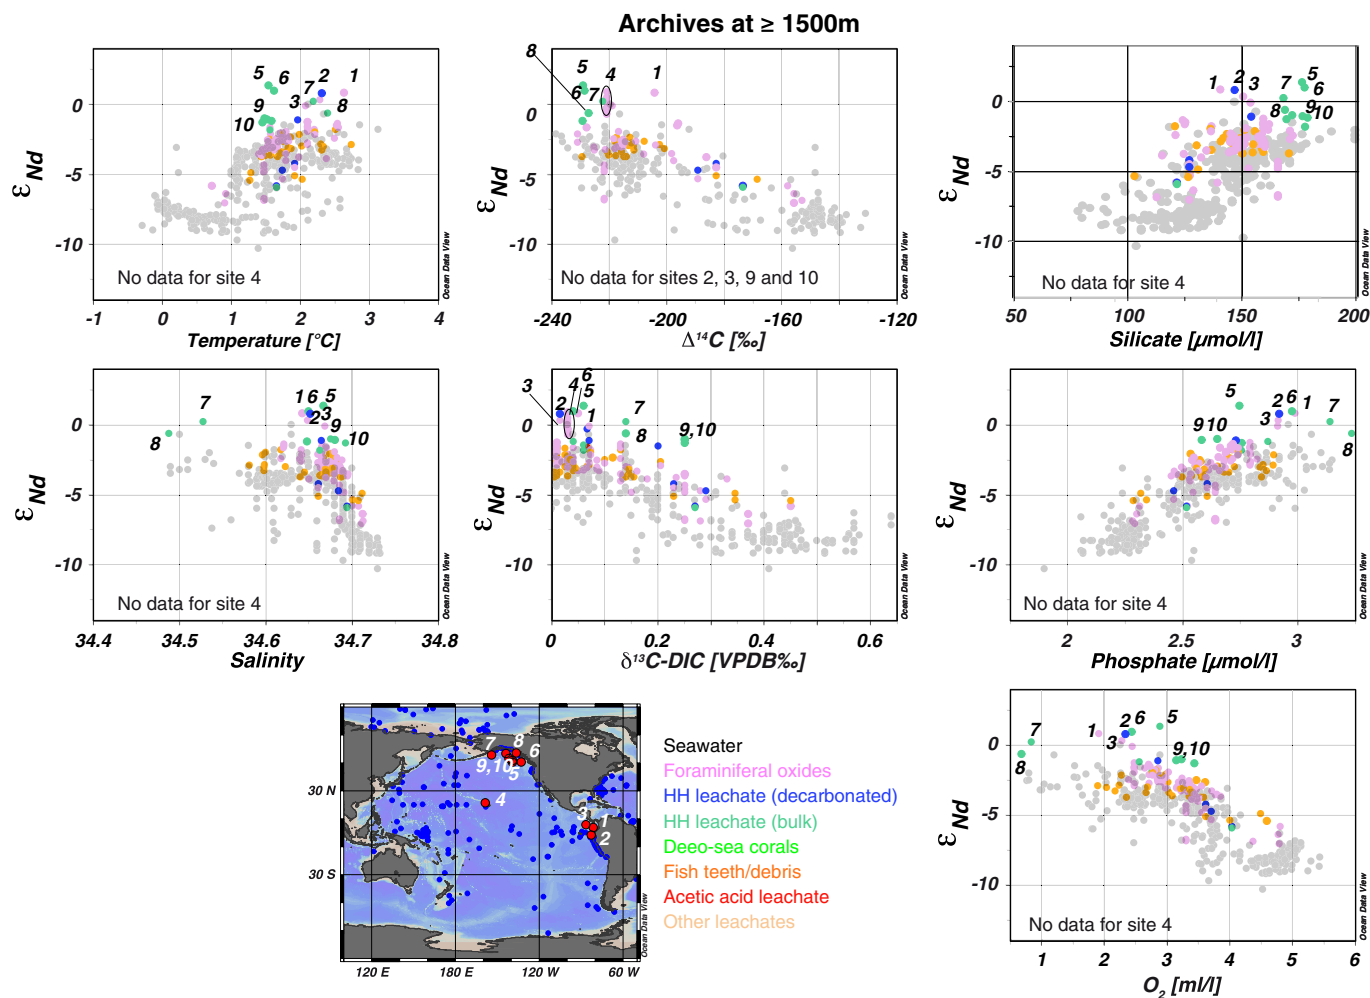 Archives at ≥ 1500m
5 6 7 2 1
9 3 8
10
0
-5
-10
εNd
No data for site 4
Ocean Data View
-1 0 1 2 3 4
Temperature [°C]
8
5 4 1
6 7
0
-5
-10
εNd
No data for sites 2, 3, 9 and 10
Ocean Data View
-240 -200 -160 -120
Δ¹⁴C [‰]
1 2 3 7 5 6
8 9 10
0
-5
-10
εNd
No data for site 4
Ocean Data View
50 100 150 200
Silicate [µmol/l]
7 1 6 5
8 2 3 9 10
0
-5
-10
εNd
No data for site 4
Ocean Data View
34.4 34.5 34.6 34.7 34.8
Salinity
3 4 6
2 5 7
1 8 9,10
0
-5
-10
εNd
Ocean Data View
0 0.2 0.4 0.6
δ¹³C-DIC [VPDB‰]
5 2 6 1 7
9 10 3 8
0
-5
-10
εNd
No data for site 4
Ocean Data View
2 2.5 3
Phosphate [µmol/l]
7 8 6
9,10 5
4
3 1
2
30 N
30 S
120 E 180 E 120 W 60 W
Ocean Data View
Seawater
Foraminiferal oxides
HH leachate (decarbonated)
HH leachate (bulk)
Deeo-sea corals
Fish teeth/debris
Acetic acid leachate
Other leachates
7 1 2 6 5
8 3 9,10
0
-5
-10
εNd
No data for site 4
Ocean Data View
1 2 3 4 5 6
O₂ [ml/l]